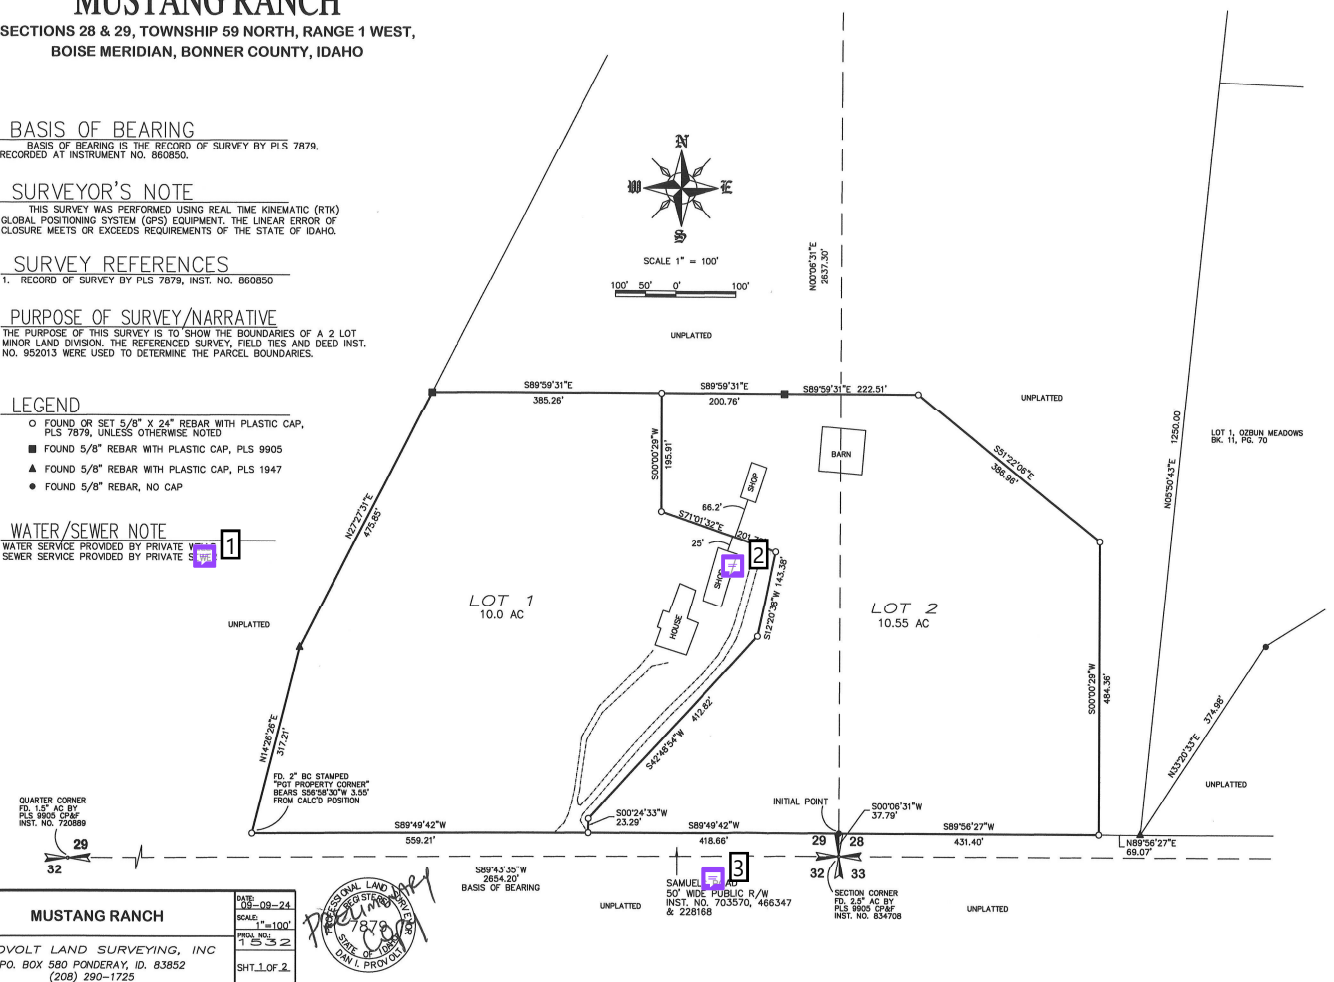 MUSTANG RANCH
SECTIONS 28 & 29, TOWNSHIP 59 NORTH, RANGE 1 WEST,
BOISE MERIDIAN, BONNER COUNTY, IDAHO
BASIS OF BEARING
BASIS OF BEARING IS THE RECORD OF SURVEY BY PLS 7879,
RECORDED AT INSTRUMENT NO. 860850.
SURVEYOR'S NOTE
THIS SURVEY WAS PERFORMED USING REAL TIME KINEMATIC (RTK)
GLOBAL POSITIONING SYSTEM (GPS) EQUIPMENT. THE LINEAR ERROR OF
CLOSURE MEETS OR EXCEEDS REQUIREMENTS OF THE STATE OF IDAHO.
SURVEY REFERENCES
1. RECORD OF SURVEY BY PLS 7879, INST. NO. 860850
PURPOSE OF SURVEY/NARRATIVE
THE PURPOSE OF THIS SURVEY IS TO SHOW THE BOUNDARIES OF A 2 LOT
MINOR LAND DIVISION. THE REFERENCED SURVEY, FIELD TIES AND DEED INST.
NO. 952013 WERE USED TO DETERMINE THE PARCEL BOUNDARIES.
LEGEND
FOUND OR SET 5/8" X 24" REBAR WITH PLASTIC CAP,
PLS 7879, UNLESS OTHERWISE NOTED
FOUND 5/8" REBAR WITH PLASTIC CAP, PLS 9905
FOUND 5/8" REBAR WITH PLASTIC CAP, PLS 1947
FOUND 5/8" REBAR, NO CAP
WATER/SEWER NOTE
WATER SERVICE PROVIDED BY PRIVATE
SEWER SERVICE PROVIDED BY PRIVATE
1
N
W E
S
SCALE 1" = 100'
100' 50' 0' 100'
UNPLATTED
N00°06'31"E
2637.30'
S89°59'31"E
385.26'
S89°59'31"E
200.76'
S89°59'31"E 222.51'
UNPLATTED
LOT 1, OZBUN MEADOWS
BK. 11, PG. 70
N05°50'43"E 1250.00
S51°22'06"E
386.96'
BARN
S00°00'29"W
195.91'
SHOP
66.2'
S71°01'32"E
25'
2
SHOP
HOUSE
S12°20'38"W 143.38'
N27°27'31"E
475.85'
LOT 1
10.0 AC
LOT 2
10.55 AC
UNPLATTED
S00°00'29"W
484.36'
S42°48'54"W 412.82'
N14°26'26"E
317.21'
N33°20'33"E 374.98'
UNPLATTED
FD. 2" BC STAMPED
"PGT PROPERTY CORNER"
BEARS S56°58'30"W 3.55'
FROM CALC'D POSITION
QUARTER CORNER
FD. 1.5" AC BY
PLS 9905 CP&F
INST. NO. 720889
29
32
S89°49'42"W
559.21'
S00°24'33"W
23.29'
S89°49'42"W
418.66'
INITIAL POINT
S00°06'31"W
37.79'
S89°56'27"W
431.40'
29 28
32 33
N89°56'27"E
69.07'
S89°43'35"W
2654.20'
BASIS OF BEARING
UNPLATTED
3
50' WIDE PUBLIC R/W
INST. NO. 703570, 466347
& 228168
SECTION CORNER
FD. 2.5" AC BY
PLS 9905 CP&F
INST. NO. 834708
UNPLATTED
MUSTANG RANCH
DATE:
09-09-24
SCALE:
1"=100'
PROJ. NO.:
1532
SHT 1 OF 2
OVOLT LAND SURVEYING, INC
PO. BOX 580 PONDERAY, ID. 83852
(208) 290-1725
PROFESSIONAL LAND SURVEYOR
REGISTERED
7879
STATE OF IDAHO
DAN I. PROVOLT
Preliminary
Copy